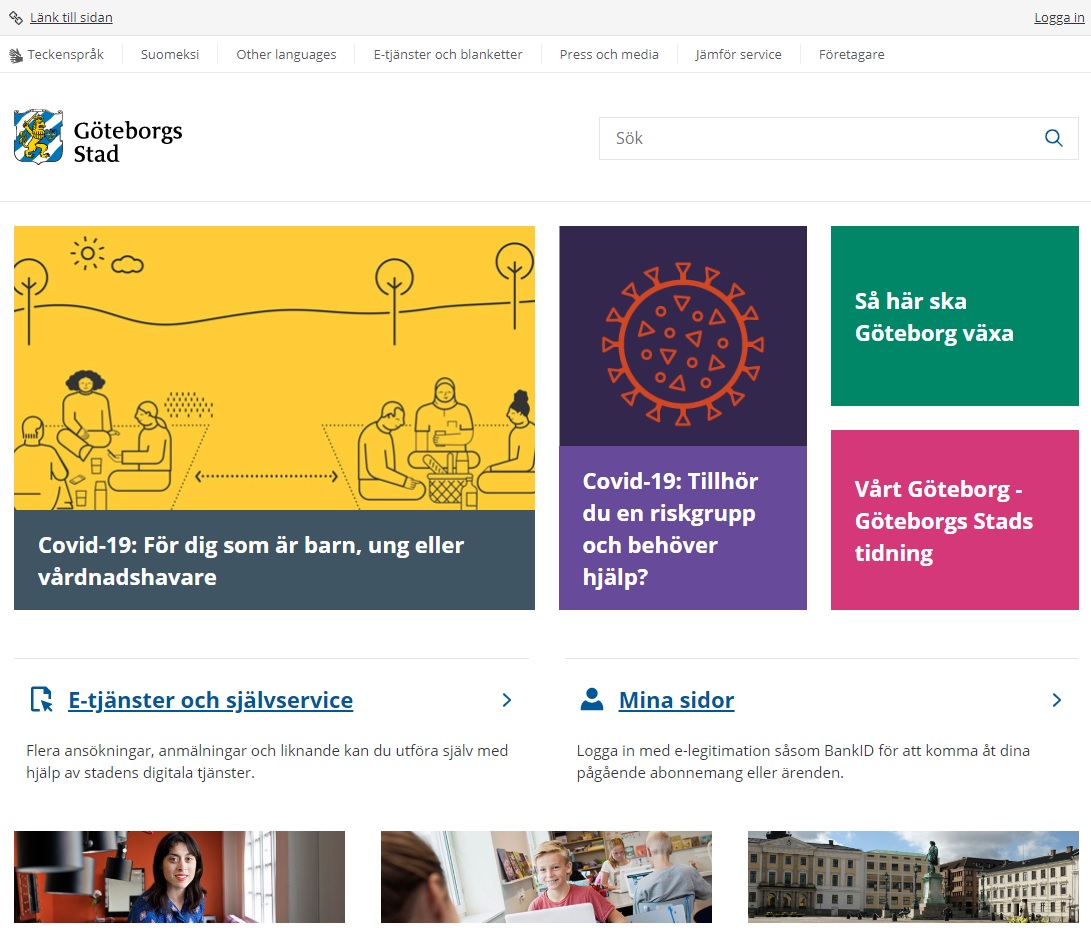 Länk till sidan
Logga in
Teckenspråk
Suomeksi
Other languages
E-tjänster och blanketter
Press och media
Jämför service
Företagare
Göteborgs
Stad
Sök
Covid-19: För dig som är barn, ung eller
vårdnadshavare
Covid-19: Tillhör
du en riskgrupp
och behöver
hjälp?
Så här ska
Göteborg växa
Vårt Göteborg -
Göteborgs Stads
tidning
E-tjänster och självservice
Flera ansökningar, anmälningar och liknande kan du utföra själv med
hjälp av stadens digitala tjänster.
Mina sidor
Logga in med e-legitimation såsom BankID för att komma åt dina
pågående abonnemang eller ärenden.